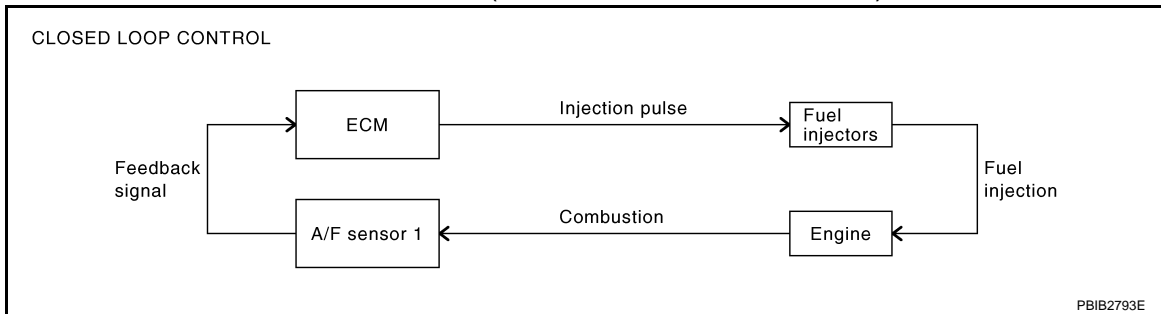 CLOSED LOOP CONTROL
ECM
Injection pulse
Fuel
injectors
Feedback
signal
Fuel
injection
A/F sensor 1
Combustion
Engine
PBIB2793E